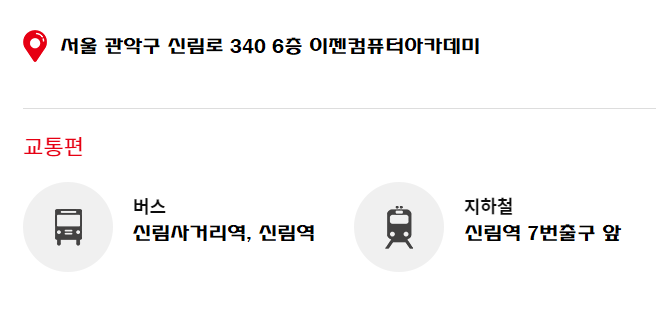 서울 관악구 신림로 340 6층 이젠컴퓨터아카데미
교통편
버스
신림사거리역, 신림역
지하철
신림역 7번출구 앞